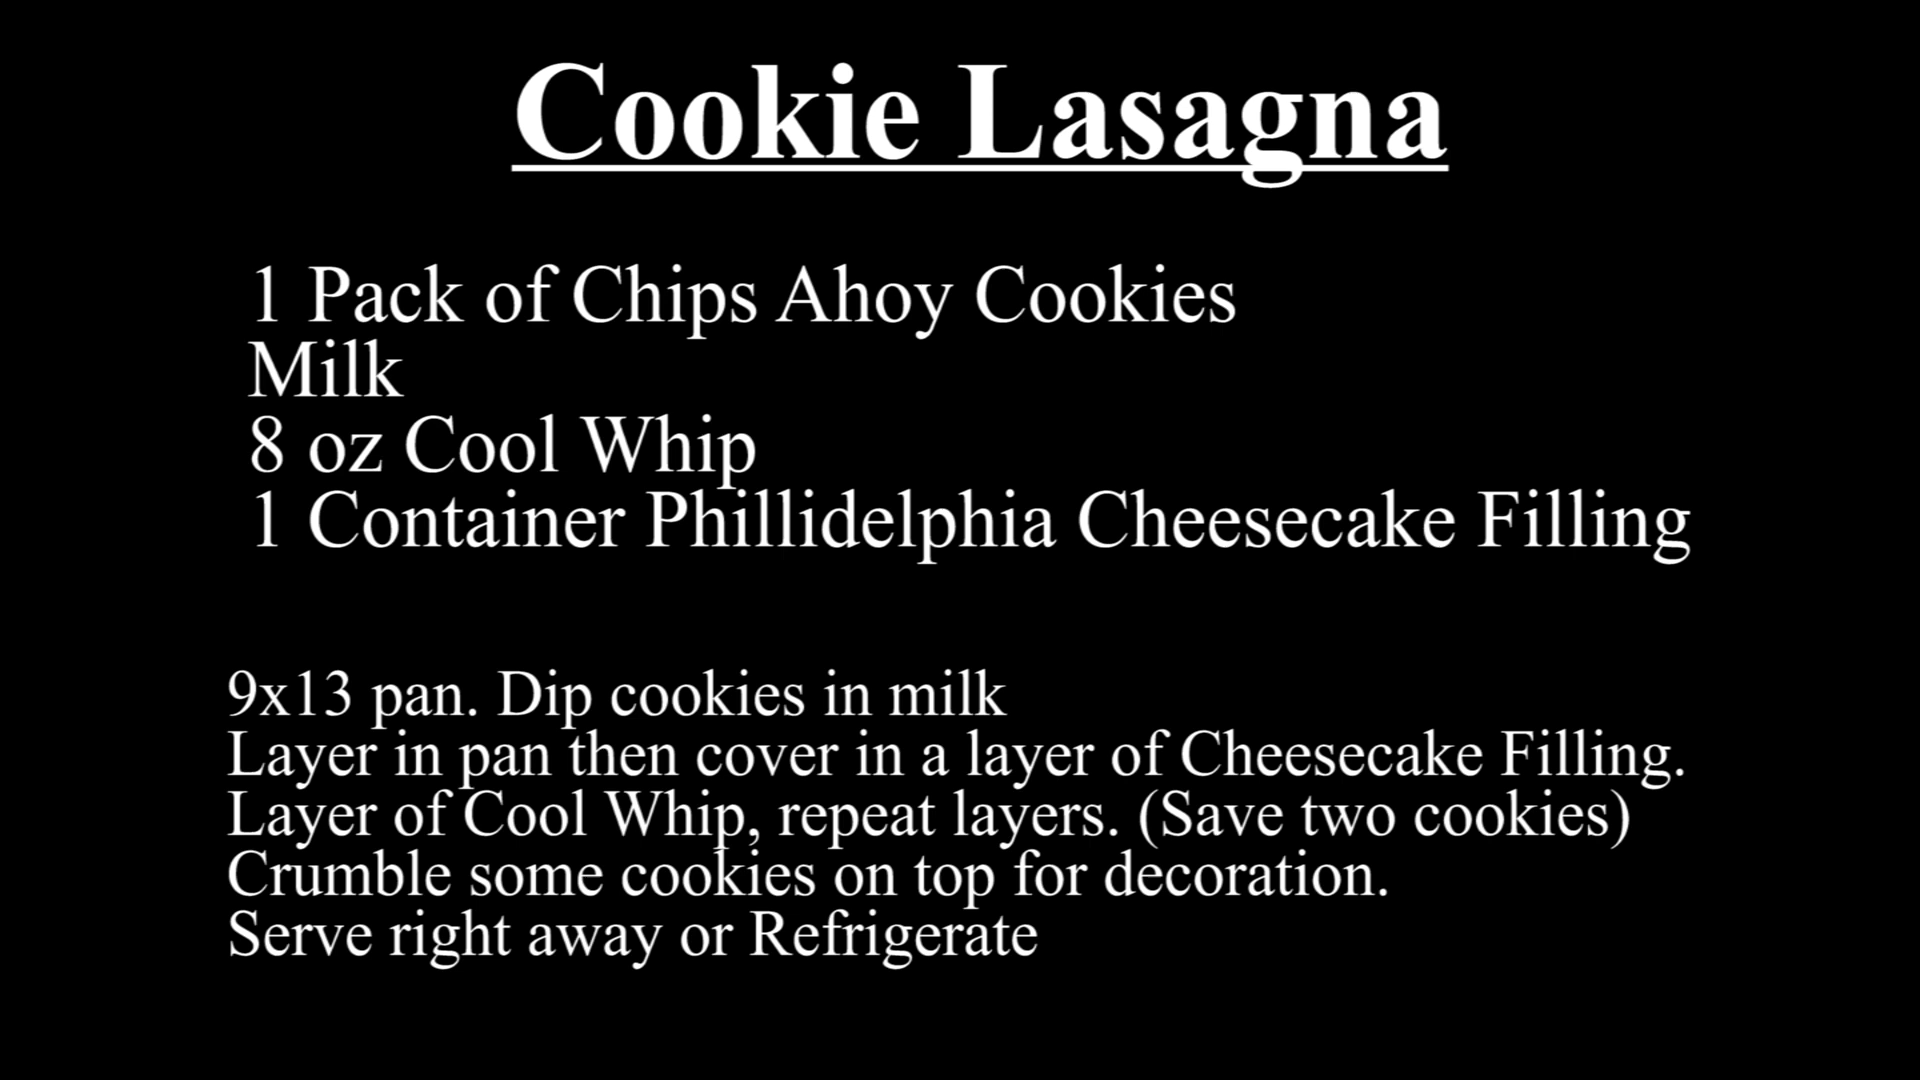 Cookie Lasagna
1 Pack of Chips Ahoy Cookies
Milk
8 oz Cool Whip
1 Container Phillidelphia Cheesecake Filling
9x13 pan. Dip cookies in milk
Layer in pan then cover in a layer of Cheesecake Filling.
Layer of Cool Whip, repeat layers. (Save two cookies)
Crumble some cookies on top for decoration.
Serve right away or Refrigerate